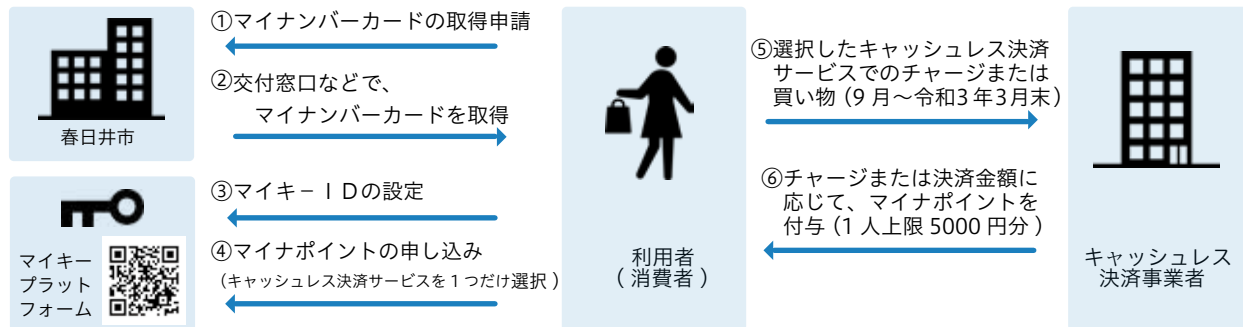 ①マイナンバーカードの取得申請
②交付窓口などで、
マイナンバーカードを取得
春日井市
③マイキーIDの設定
④マイナポイントの申し込み
(キャッシュレス決済サービスを1つだけ選択)
マイキー
プラット
フォーム
利用者
(消費者)
⑤選択したキャッシュレス決済
サービスでのチャージまたは
買い物(9月～令和3年3月末)
⑥チャージまたは決済金額に
応じて、マイナポイントを
付与(1人上限5000円分)
キャッシュレス
決済事業者